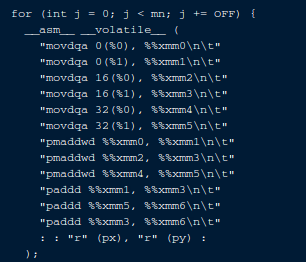 for (int j = 0; j < mn; j += OFF) {
__asm__ __volatile__ (
"movdqa 0(%0), %%xmm0\n\t"
"movdqa 0(%1), %%xmm1\n\t"
"movdqa 16(%0), %%xmm2\n\t"
"movdqa 16(%1), %%xmm3\n\t"
"movdqa 32(%0), %%xmm4\n\t"
"movdqa 32(%1), %%xmm5\n\t"
"pmaddwd %%xmm0, %%xmm1\n\t"
"pmaddwd %%xmm2, %%xmm3\n\t"
"pmaddwd %%xmm4, %%xmm5\n\t"
"paddd %%xmm1, %%xmm3\n\t"
"paddd %%xmm5, %%xmm6\n\t"
"paddd %%xmm3, %%xmm6\n\t"
: : "r" (px), "r" (py) :
);